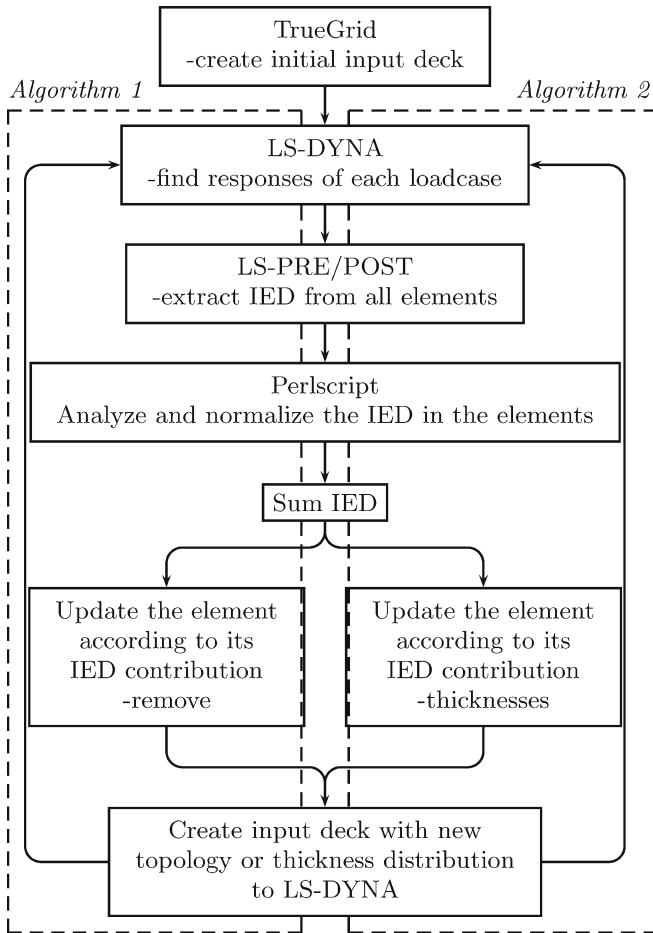 TrueGrid
-create initial input deck
Algorithm 1
Algorithm 2
LS-DYNA
-find responses of each loadcase
LS-PRE/POST
-extract IED from all elements
Perlscript
Analyze and normalize the IED in the elements
Sum IED
Update the element
according to its
IED contribution
-remove
Update the element
according to its
IED contribution
-thicknesses
Create input deck with new
topology or thickness distribution
to LS-DYNA